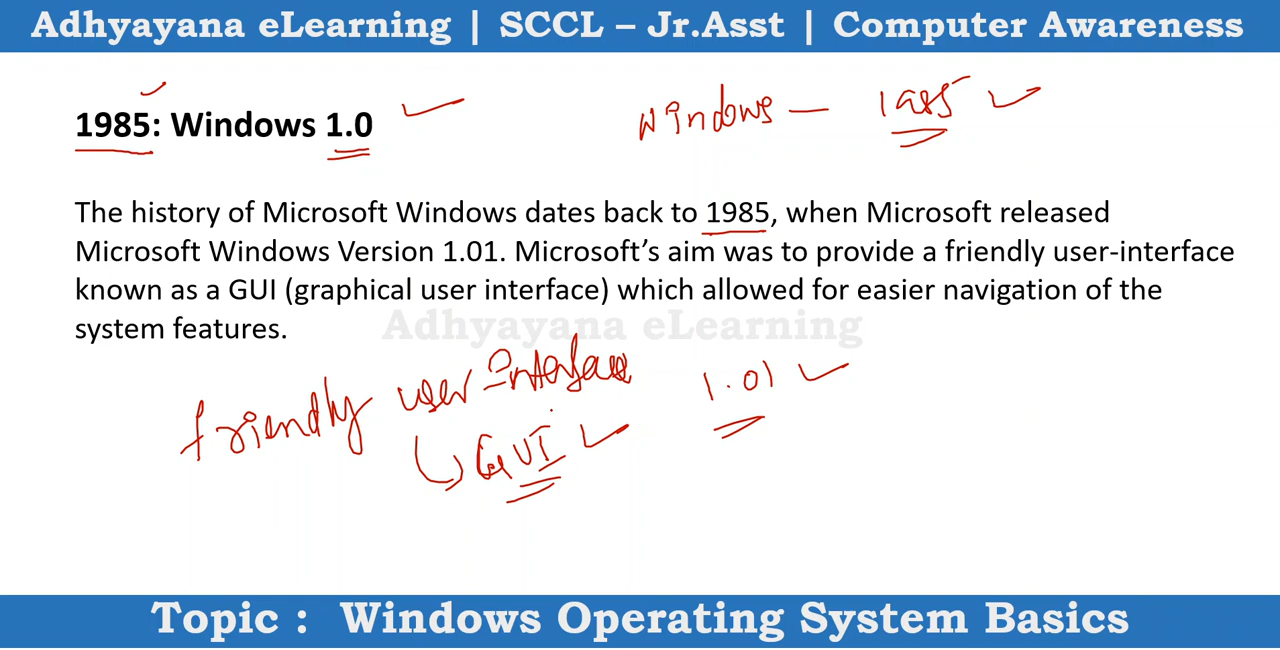 Adhyayana eLearning | SCCL – Jr.Asst | Computer Awareness
1985: Windows 1.0
Windows – 1985
The history of Microsoft Windows dates back to 1985, when Microsoft released
Microsoft Windows Version 1.01. Microsoft’s aim was to provide a friendly user-interface
known as a GUI (graphical user interface) which allowed for easier navigation of the
system features.
Adhyayana eLearning
friendly user Interface
1.01
GUI
Topic : Windows Operating System Basics